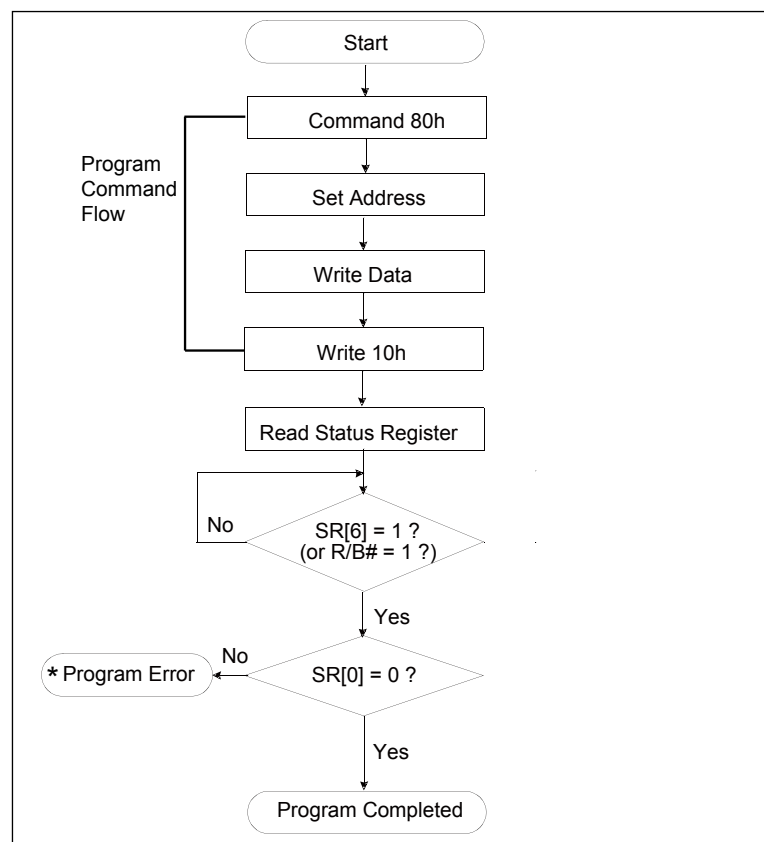 Start
Command 80h
Program
Command
Flow
Set Address
Write Data
Write 10h
Read Status Register
No
SR[6] = 1 ?
(or R/B# = 1 ?)
Yes
No
* Program Error
SR[0] = 0 ?
Yes
Program Completed